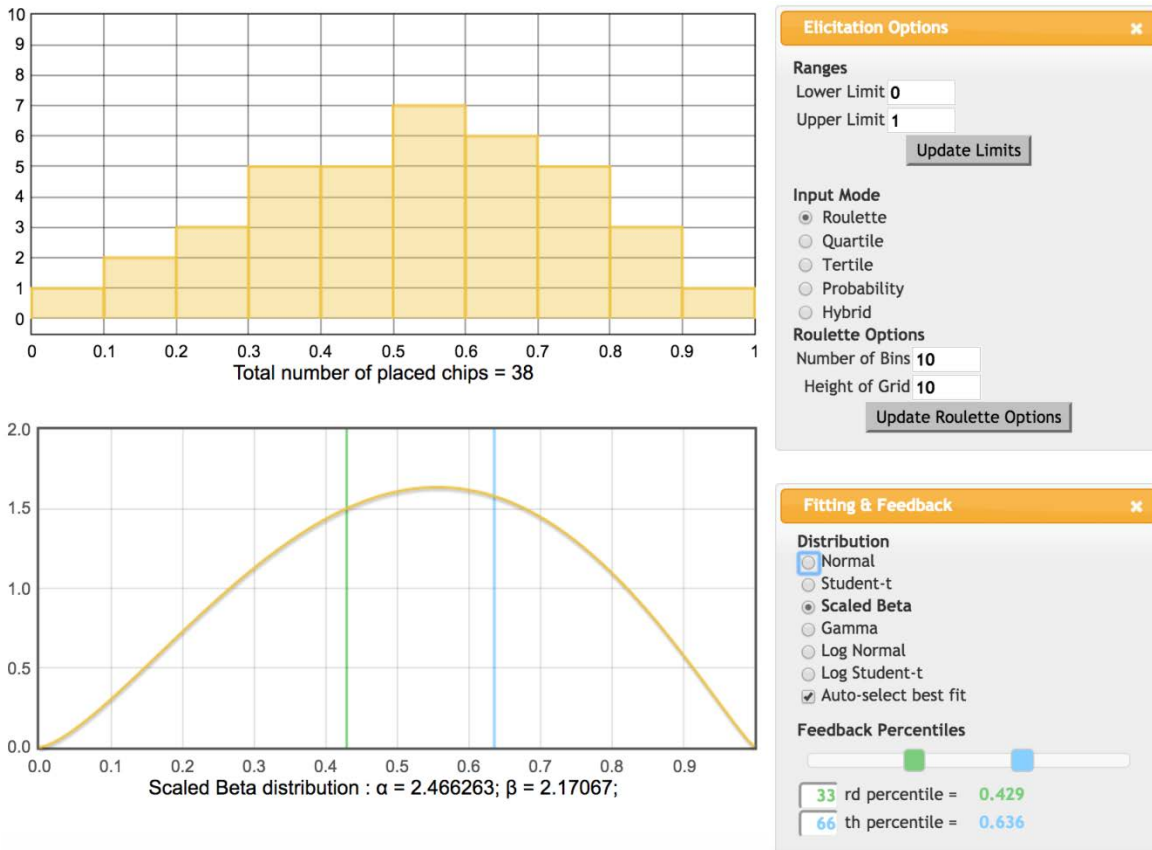 10
9
8
7
6
5
4
3
2
1
0
0 0.1 0.2 0.3 0.4 0.5 0.6 0.7 0.8 0.9 1
Total number of placed chips = 38
2.0
1.5
1.0
0.5
0.0
0.0 0.1 0.2 0.3 0.4 0.5 0.6 0.7 0.8 0.9
Scaled Beta distribution : α = 2.466263; β = 2.17067;
Elicitation Options
Ranges
Lower Limit 0
Upper Limit 1
Update Limits
Input Mode
Roulette
Quartile
Tertile
Probability
Hybrid
Roulette Options
Number of Bins 10
Height of Grid 10
Update Roulette Options
Fitting & Feedback
Distribution
Normal
Student-t
Scaled Beta
Gamma
Log Normal
Log Student-t
Auto-select best fit
Feedback Percentiles
33 rd percentile = 0.429
66 th percentile = 0.636